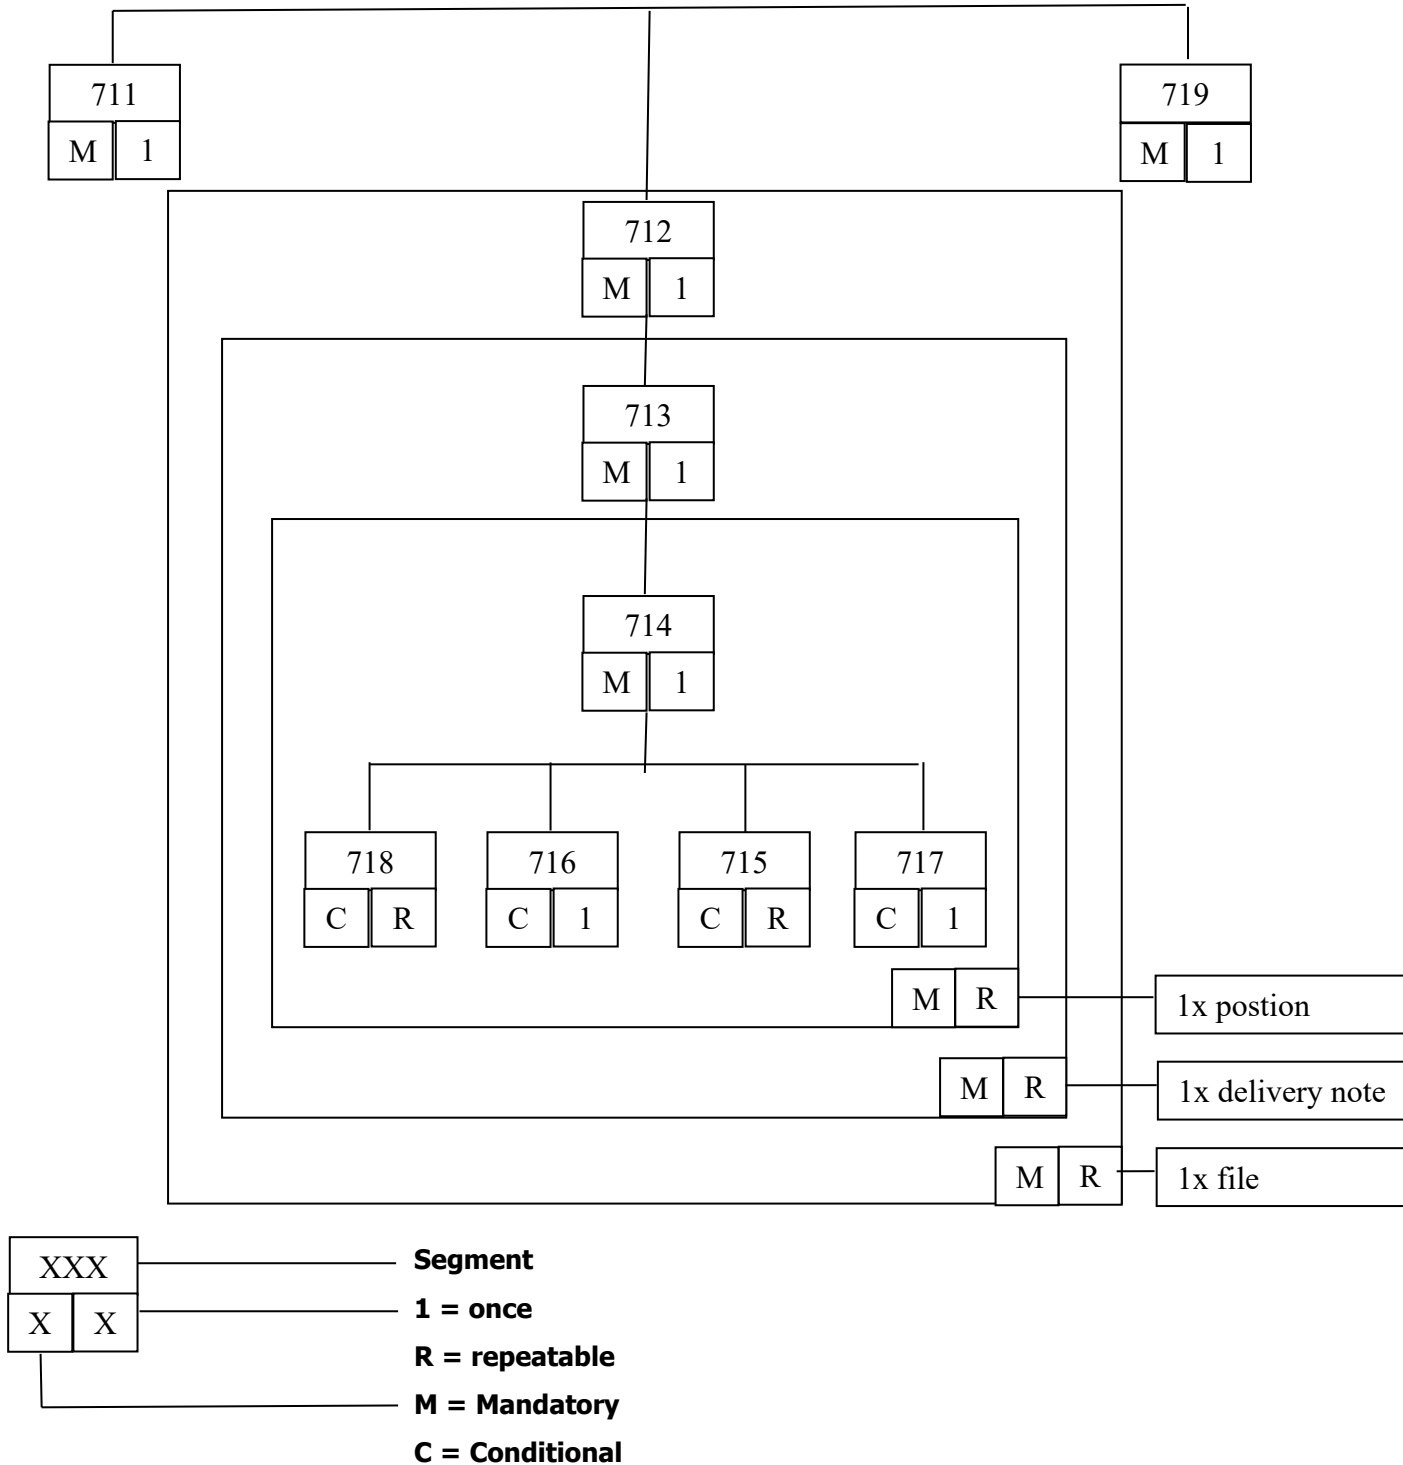 711
M 1
719
M 1
712
M 1
713
M 1
714
M 1
718 716 715 717
C R C 1 C R C 1
M R 1x postion
M R 1x delivery note
M R 1x file
XXX Segment
X X 1 = once
R = repeatable
M = Mandatory
C = Conditional